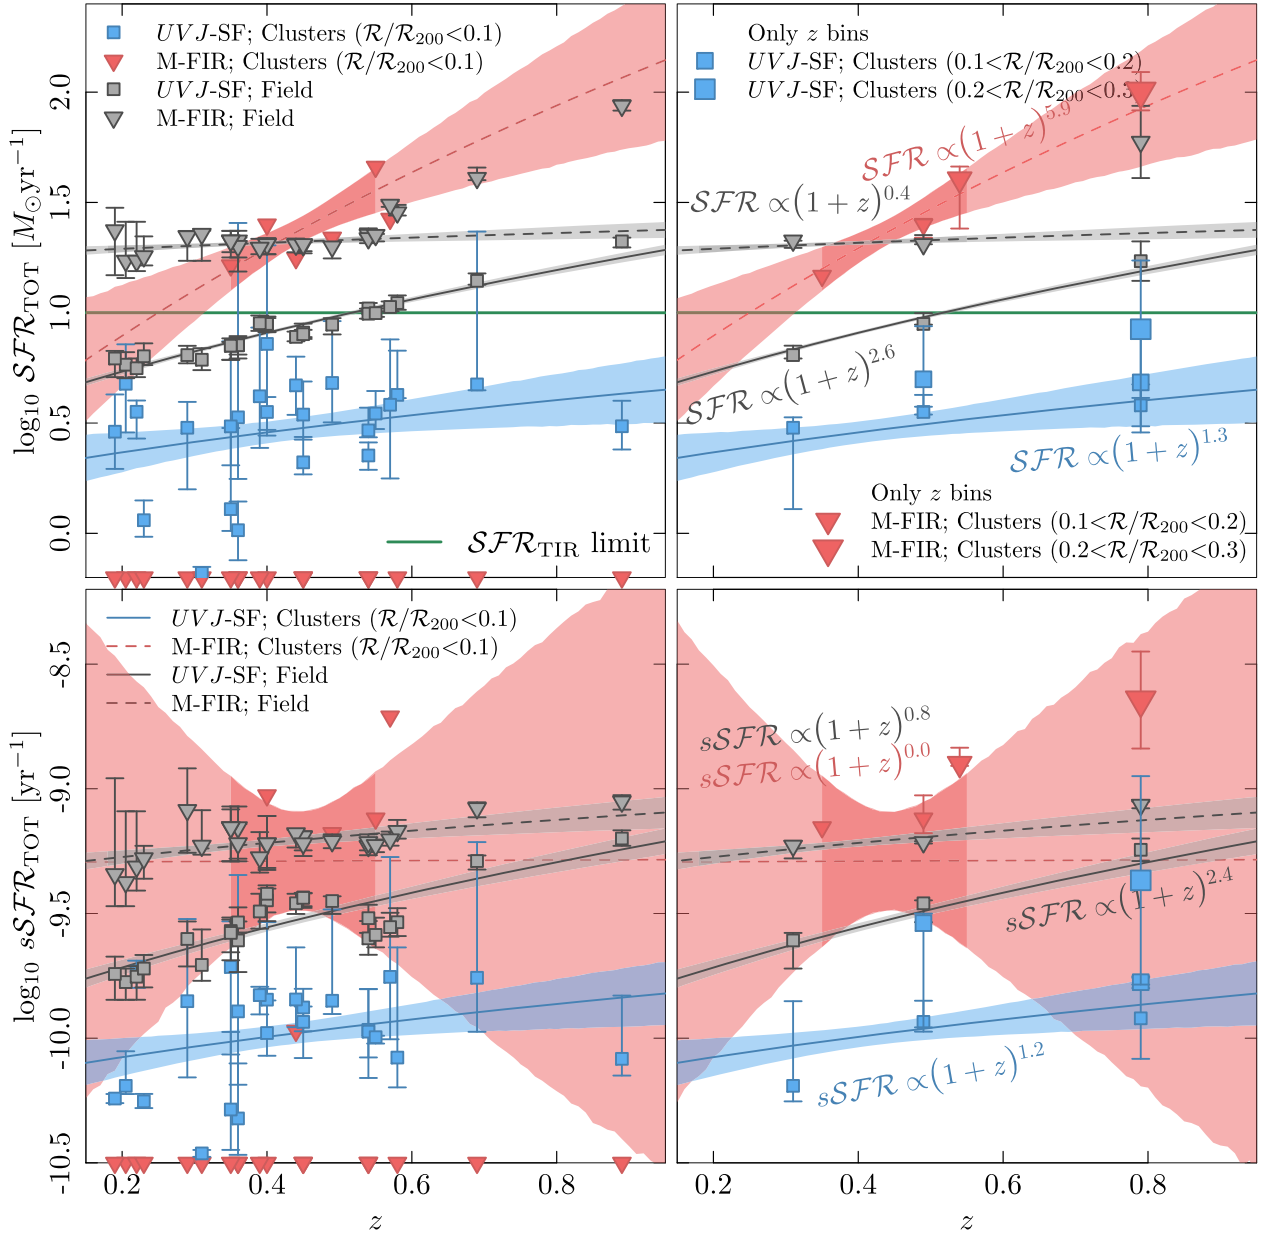 UVJ-SF; Clusters (R/R₂₀₀<0.1)
M-FIR; Clusters (R/R₂₀₀<0.1)
UVJ-SF; Field
M-FIR; Field
log₁₀ SFR_TOT [M⊙yr⁻¹]
2.0
1.5
1.0
0.5
0.0
SFR_TIR limit
Only z bins
UVJ-SF; Clusters (0.1<R/R₂₀₀<0.2)
UVJ-SF; Clusters (0.2<R/R₂₀₀<0.3)
SFR ∝(1 + z)^5.9
SFR ∝(1 + z)^0.4
SFR ∝(1 + z)^2.6
SFR ∝(1 + z)^1.3
Only z bins
M-FIR; Clusters (0.1<R/R₂₀₀<0.2)
M-FIR; Clusters (0.2<R/R₂₀₀<0.3)
UVJ-SF; Clusters (R/R₂₀₀<0.1)
M-FIR; Clusters (R/R₂₀₀<0.1)
UVJ-SF; Field
M-FIR; Field
log₁₀ sSFR_TOT [yr⁻¹]
-8.5
-9.0
-9.5
-10.0
-10.5
0.2 0.4 0.6 0.8
z
sSFR ∝(1 + z)^0.8
sSFR ∝(1 + z)^0.0
sSFR ∝(1 + z)^2.4
sSFR ∝(1 + z)^1.2
0.2 0.4 0.6 0.8
z